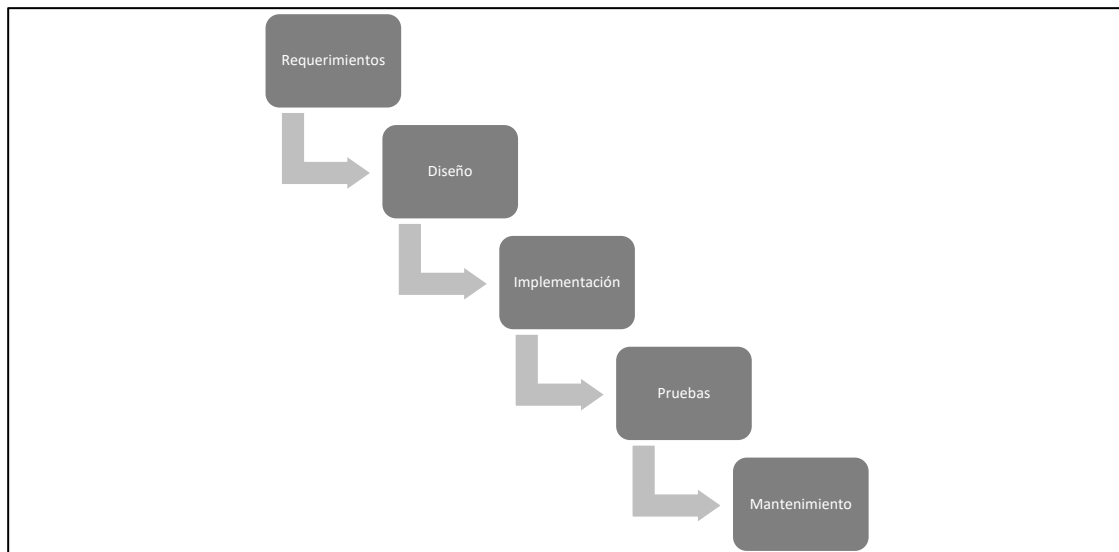 Requerimientos
Diseño
Implementación
Pruebas
Mantenimiento